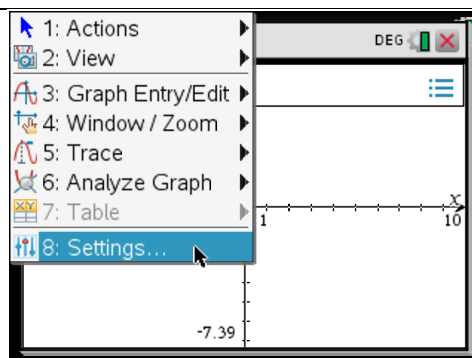 1: Actions
DEG
2: View
3: Graph Entry/Edit
4: Window / Zoom
5: Trace
6: Analyze Graph
x
7: Table
1
10
8: Settings...
-7.39